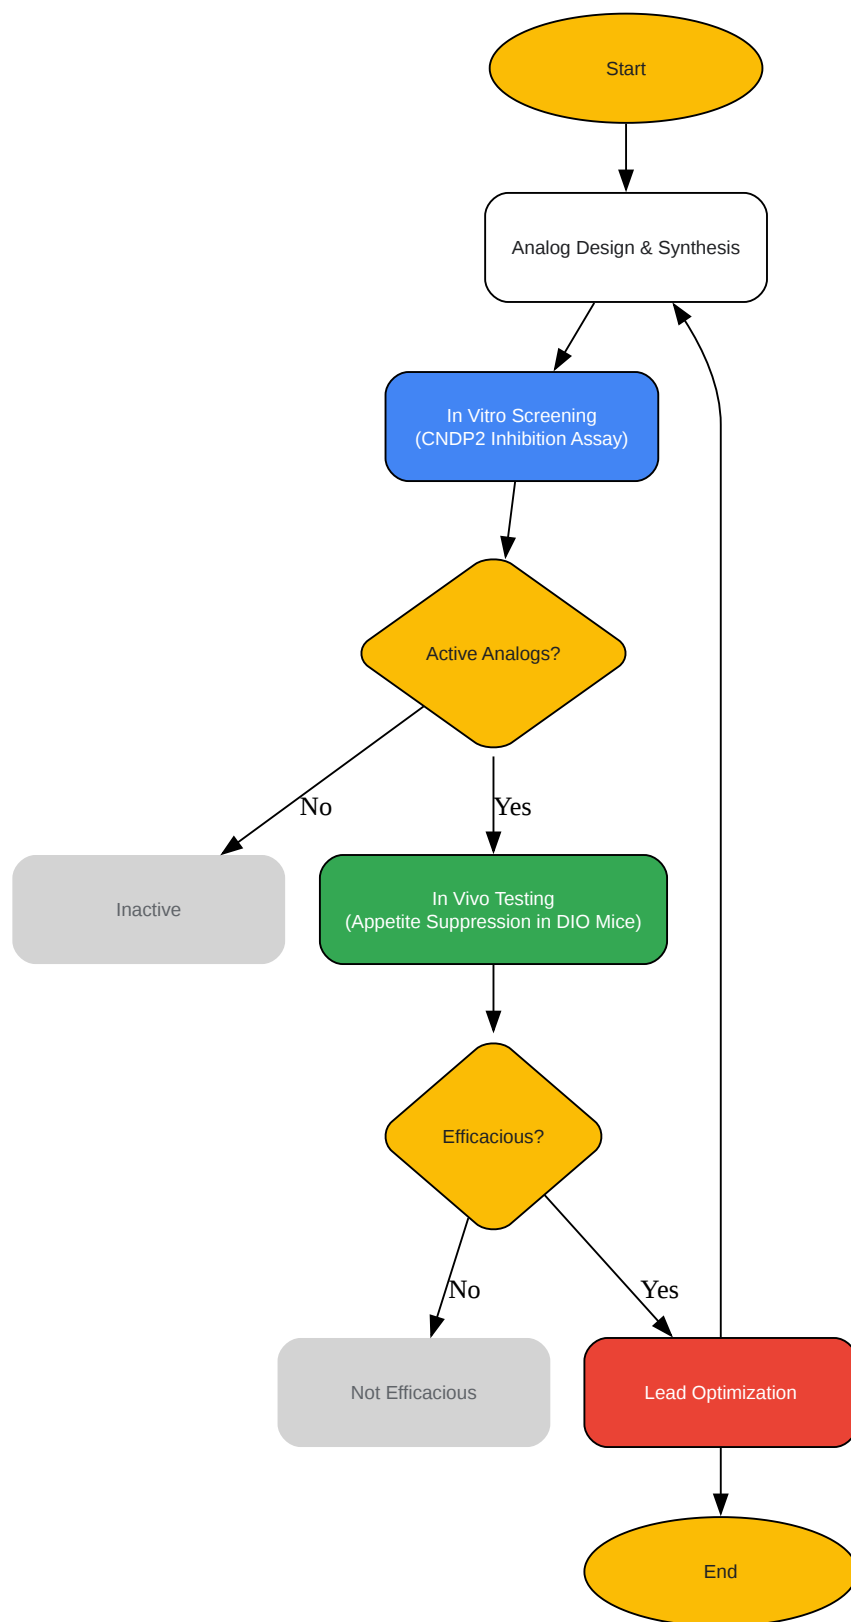 Start
Analog Design & Synthesis
In Vitro Screening
(CNDP2 Inhibition Assay)
Active Analogs?
No
Yes
Inactive
In Vivo Testing
(Appetite Suppression in DIO Mice)
Efficacious?
No
Yes
Not Efficacious
Lead Optimization
End